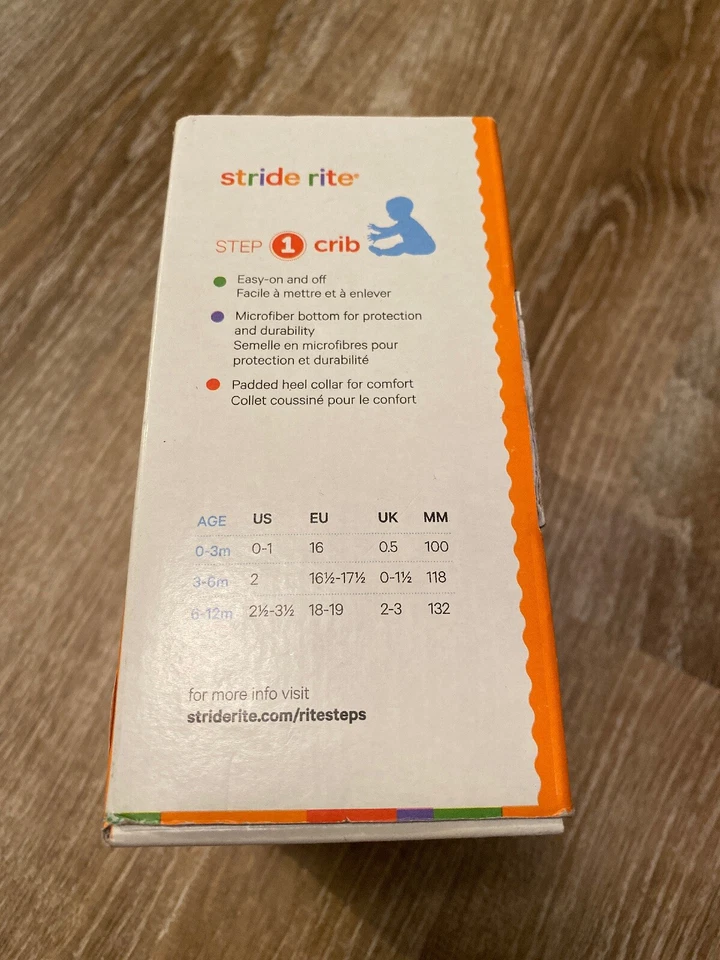 stride rite®
STEP 1 crib
Easy-on and off
Facile à mettre et à enlever
Microfiber bottom for protection
and durability
Semelle en microfibres pour
protection et durabilité
Padded heel collar for comfort
Collet coussiné pour le confort
AGE US EU UK MM
0-3m 0-1 16 0.5 100
3-6m 2 16½-17½ 0-1½ 118
6-12m 2½-3½ 18-19 2-3 132
for more info visit
striderite.com/ritesteps